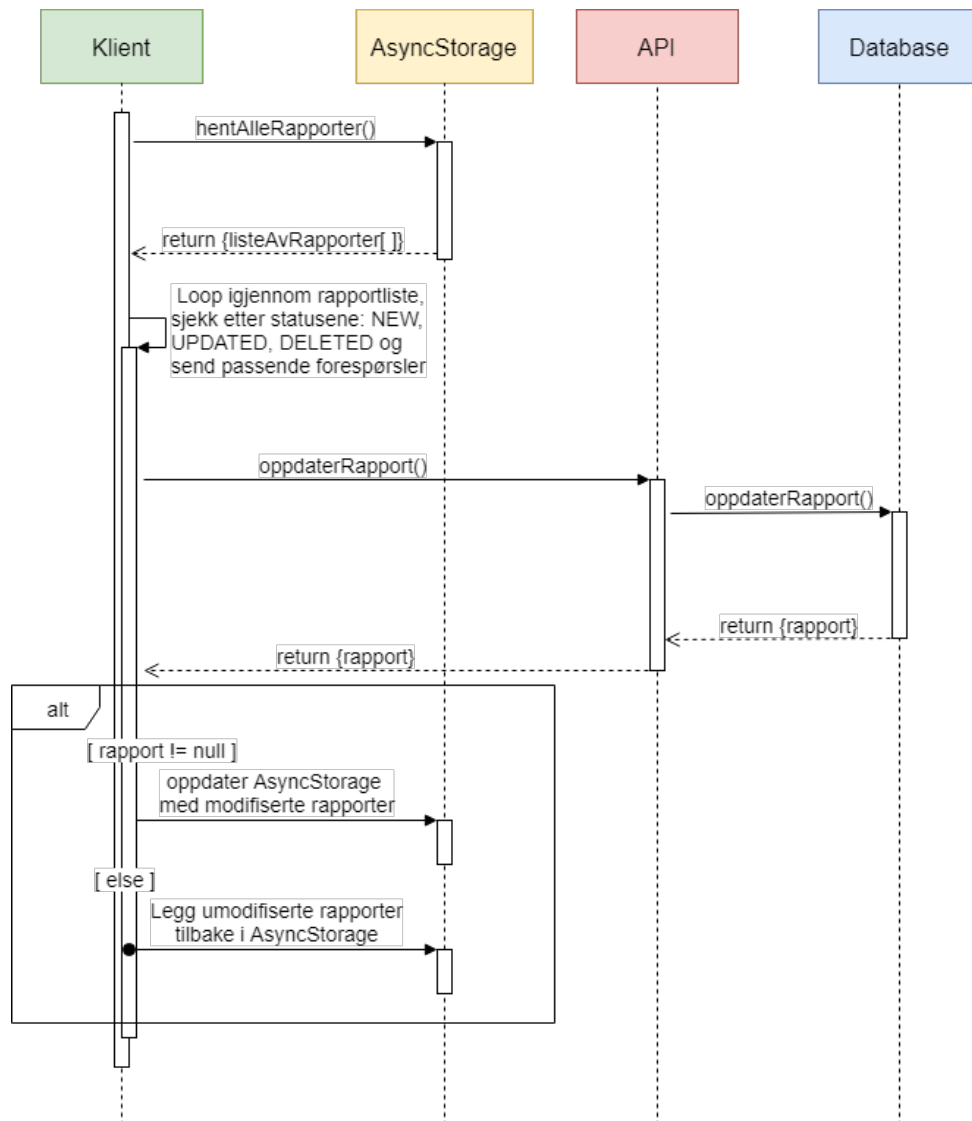 Klient
AsyncStorage
API
Database
hentAlleRapporter()
return {listeAvRapporter[ ]}
Loop igjennom rapportliste,
sjekk etter statusene: NEW,
UPDATED, DELETED og
send passende forespørsler
oppdaterRapport()
oppdaterRapport()
return {rapport}
return {rapport}
alt
[ rapport != null ]
oppdater AsyncStorage
med modifiserte rapporter
[ else ]
Legg umodifiserte rapporter
tilbake i AsyncStorage